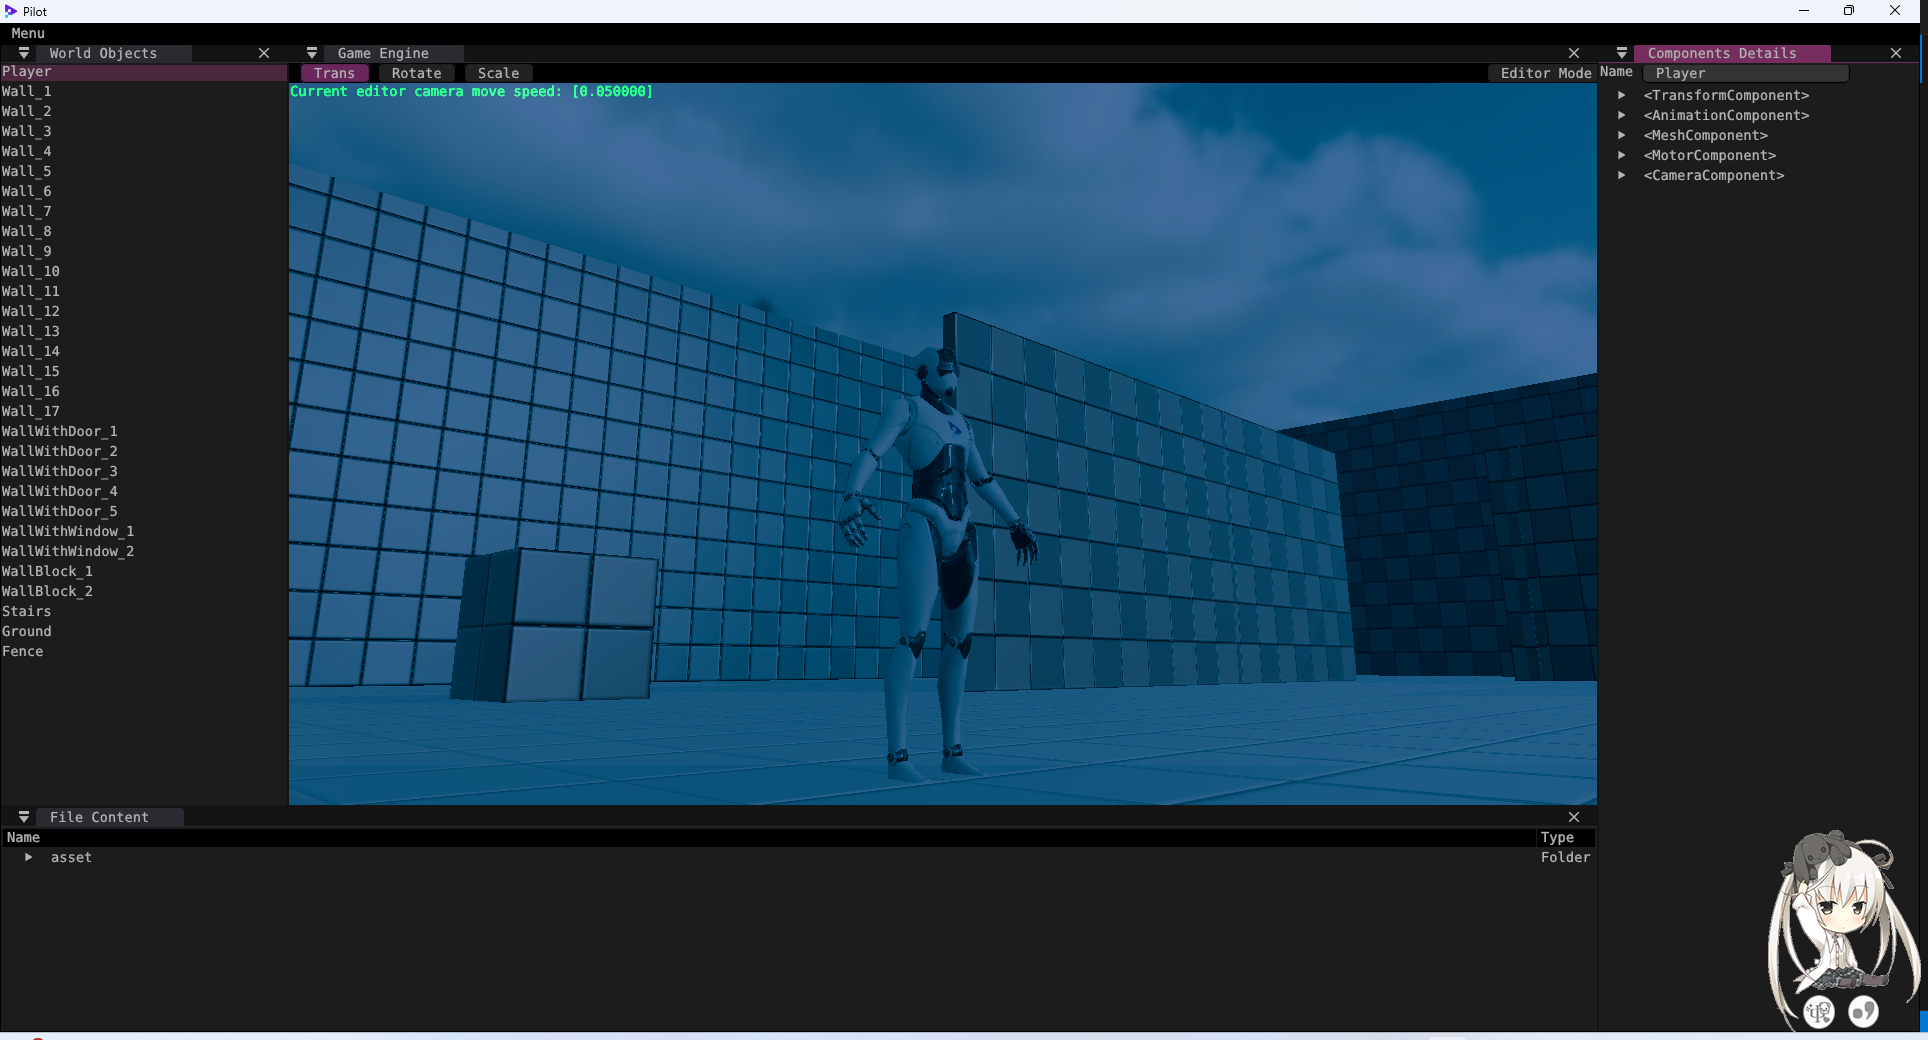 Pilot
Menu
World Objects
Game Engine
Components Details
Player
Wall_1
Wall_2
Wall_3
Wall_4
Wall_5
Wall_6
Wall_7
Wall_8
Wall_9
Wall_10
Wall_11
Wall_12
Wall_13
Wall_14
Wall_15
Wall_16
Wall_17
WallWithDoor_1
WallWithDoor_2
WallWithDoor_3
WallWithDoor_4
WallWithDoor_5
WallWithWindow_1
WallWithWindow_2
WallBlock_1
WallBlock_2
Stairs
Ground
Fence
Trans Rotate Scale Editor Mode
Current editor camera move speed: [0.050000]
Name Player
<TransformComponent>
<AnimationComponent>
<MeshComponent>
<MotorComponent>
<CameraComponent>
File Content
Name Type
asset Folder